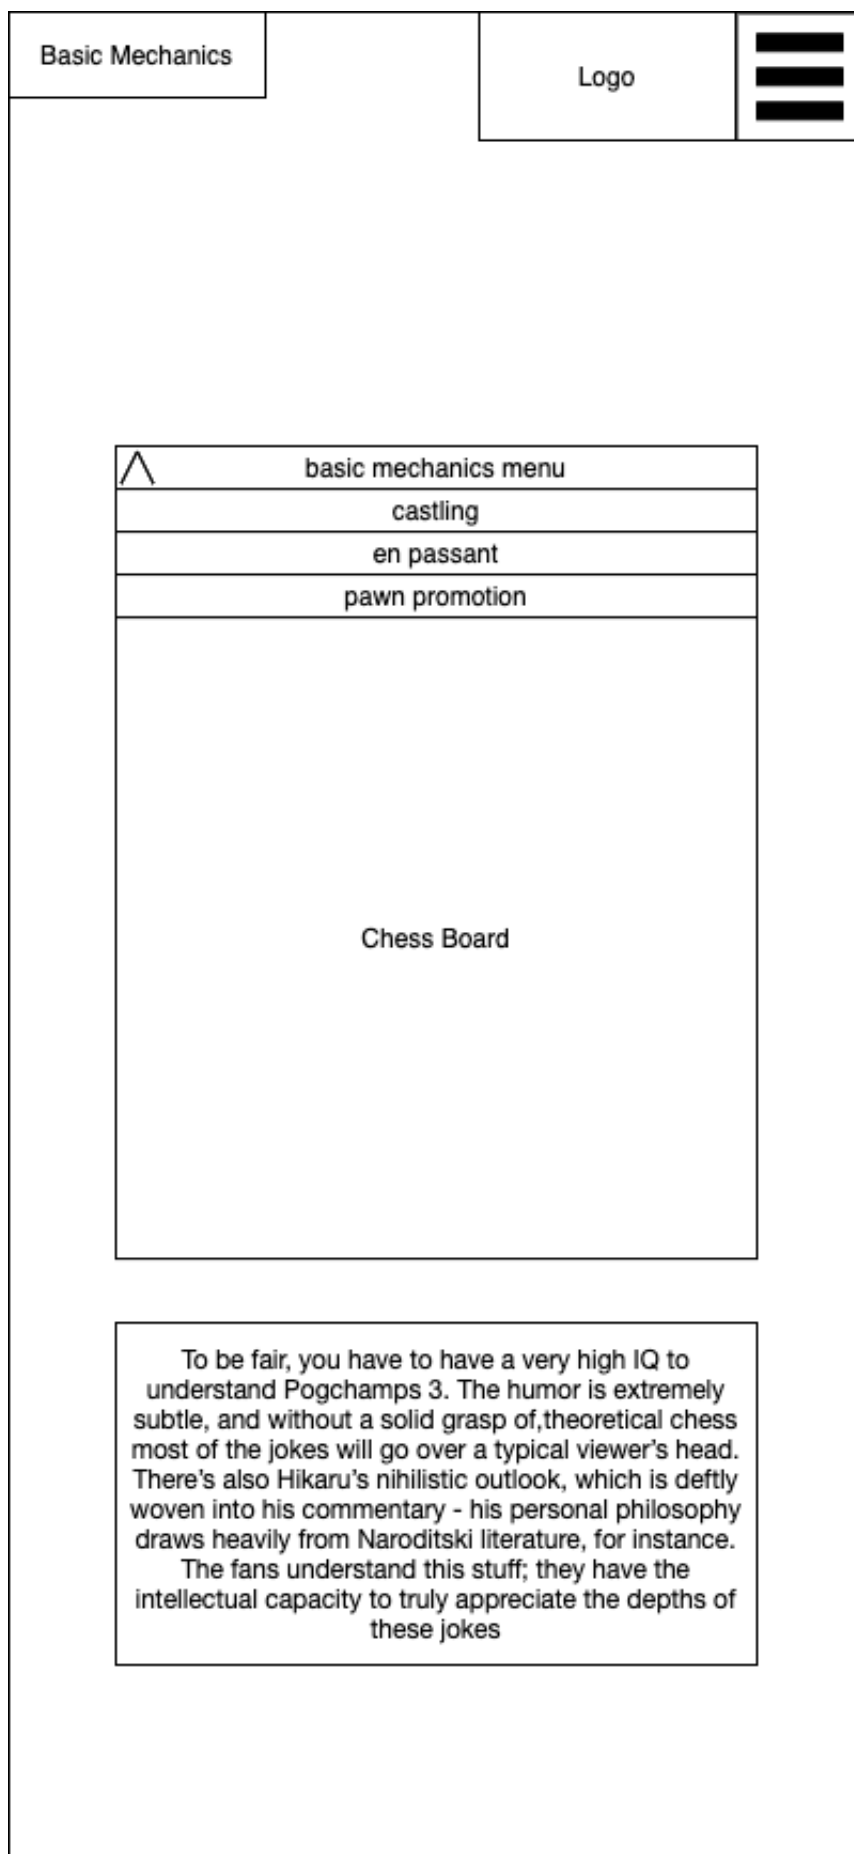 Basic Mechanics
Logo
basic mechanics menu
castling
en passant
pawn promotion
Chess Board
To be fair, you have to have a very high IQ to
understand Pogchamps 3. The humor is extremely
subtle, and without a solid grasp of,theoretical chess
most of the jokes will go over a typical viewer's head.
There's also Hikaru's nihilistic outlook, which is deftly
woven into his commentary - his personal philosophy
draws heavily from Naroditski literature, for instance.
The fans understand this stuff; they have the
intellectual capacity to truly appreciate the depths of
these jokes